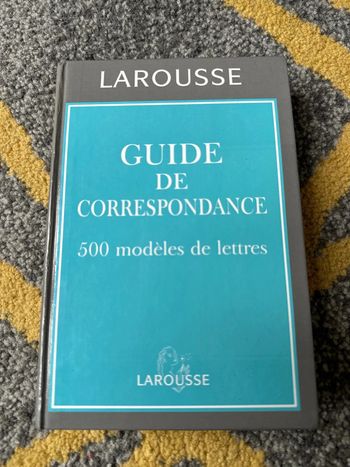 LAROUSSE
GUIDE
DE
CORRESPONDANCE
500 modèles de lettres
LAROUSSE